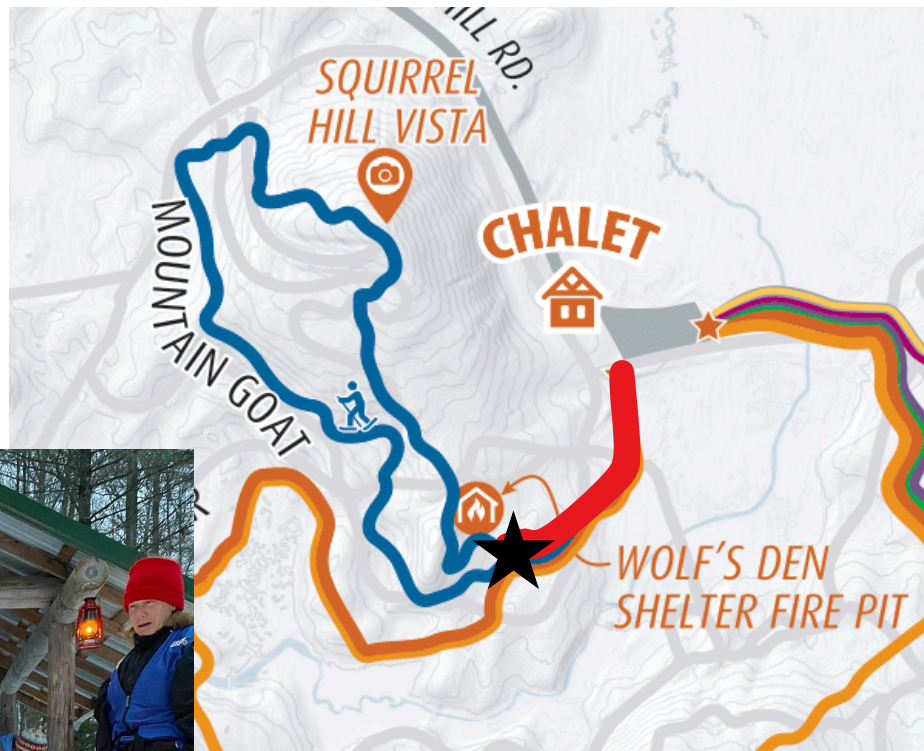 HILL RD.
SQUIRREL
HILL VISTA
CHALET
MOUNTAIN GOAT
WOLF'S DEN
SHELTER FIRE PIT